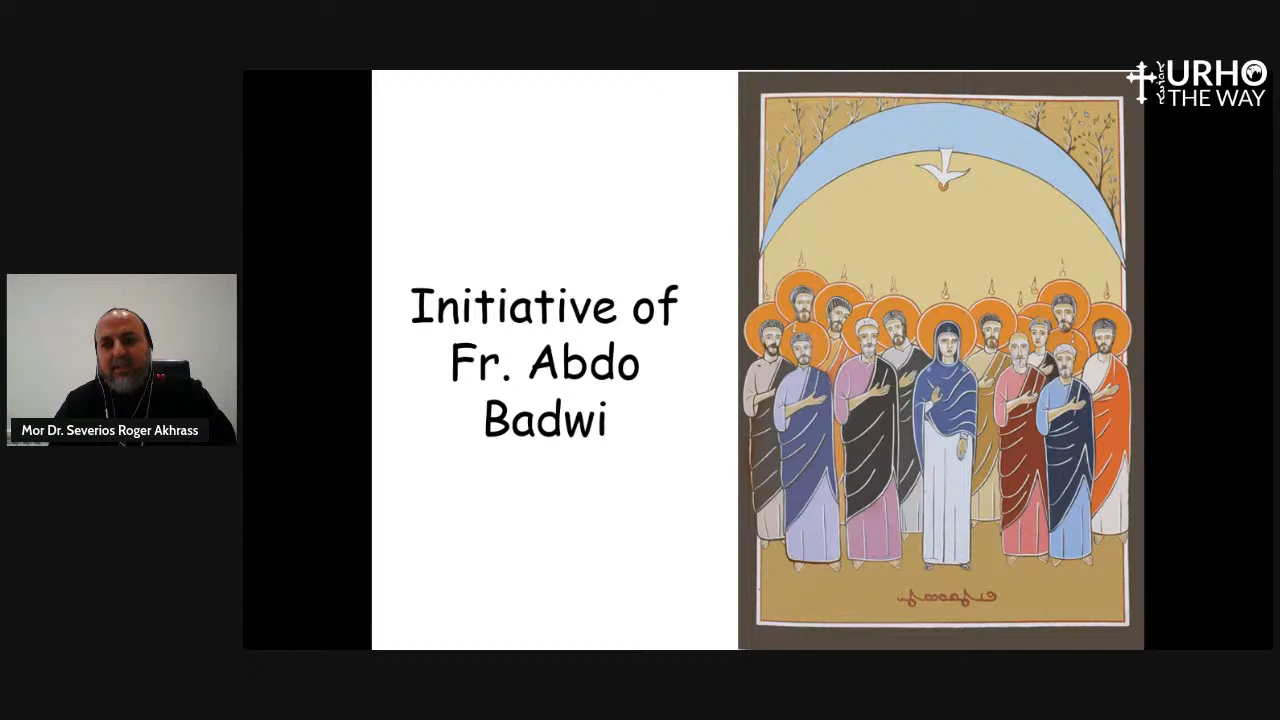 URHO
THE WAY
Initiative of
Fr. Abdo
Badwi
Mor Dr. Severios Roger Akhrass